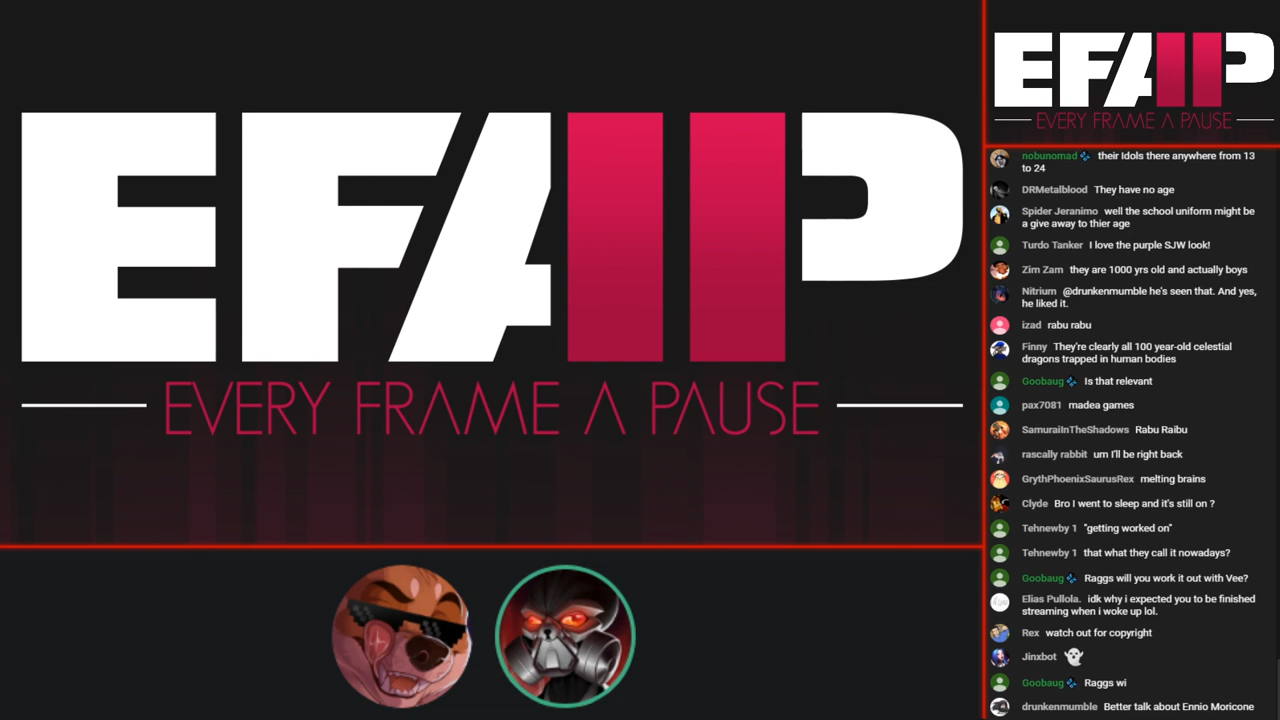 EFAP
EVERY FRAME A PAUSE
EFAP
EVERY FRAME A PAUSE
nobunomad their Idols there anywhere from 13
to 24
DRMetalblood They have no age
Spider Jeranimo well the school uniform might be
a give away to thier age
Turdo Tanker I love the purple SJW look!
Zim Zam they are 1000 yrs old and actually boys
Nitrium @drunkenmumble he's seen that. And yes,
he liked it.
izad rabu rabu
Finny They're clearly all 100 year-old celestial
dragons trapped in human bodies
Goobaug Is that relevant
pax7081 madea games
SamuraiInTheShadows Rabu Raibu
rascally rabbit um I'll be right back
GrythPhoenixSaurusRex melting brains
Clyde Bro I went to sleep and it's still on ?
Tehnewby 1 "getting worked on"
Tehnewby 1 that what they call it nowadays?
Goobaug Raggs will you work it out with Vee?
Elias Pullola. idk why i expected you to be finished
streaming when i woke up lol.
Rex watch out for copyright
Jinxbot
Goobaug Raggs wi
drunkenmumble Better talk about Ennio Moricone